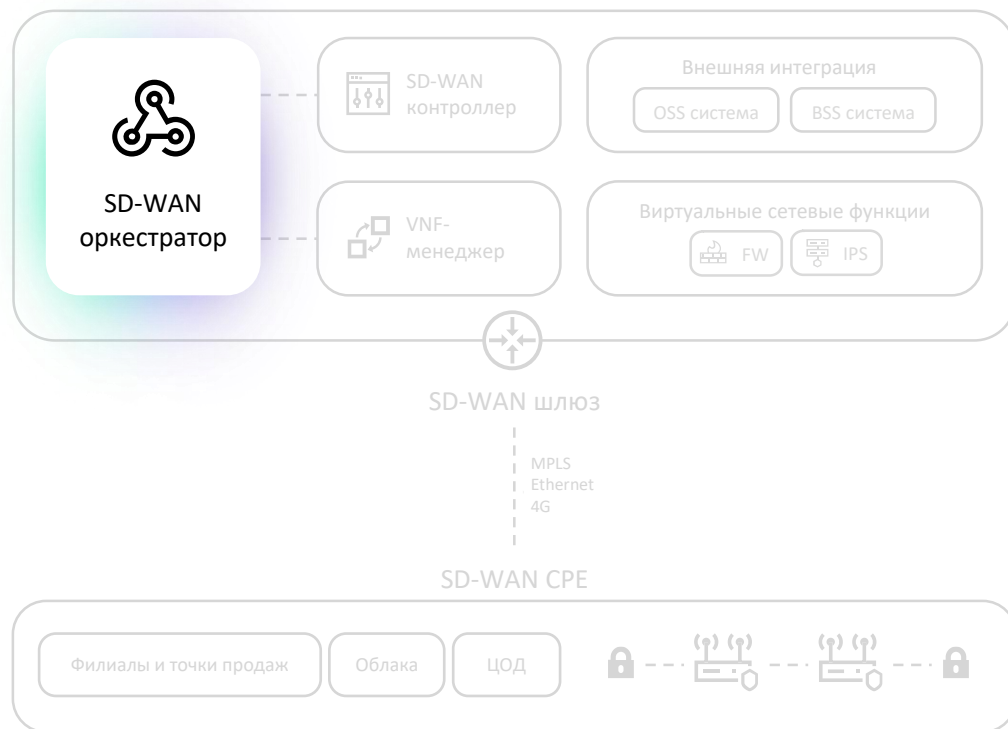 SD-WAN
оркестратор
SD-WAN
контроллер
Внешняя интеграция
OSS система
BSS система
VNF-
менеджер
Виртуальные сетевые функции
FW
IPS
SD-WAN шлюз
MPLS
Ethernet
4G
SD-WAN CPE
Филиалы и точки продаж
Облака
ЦОД